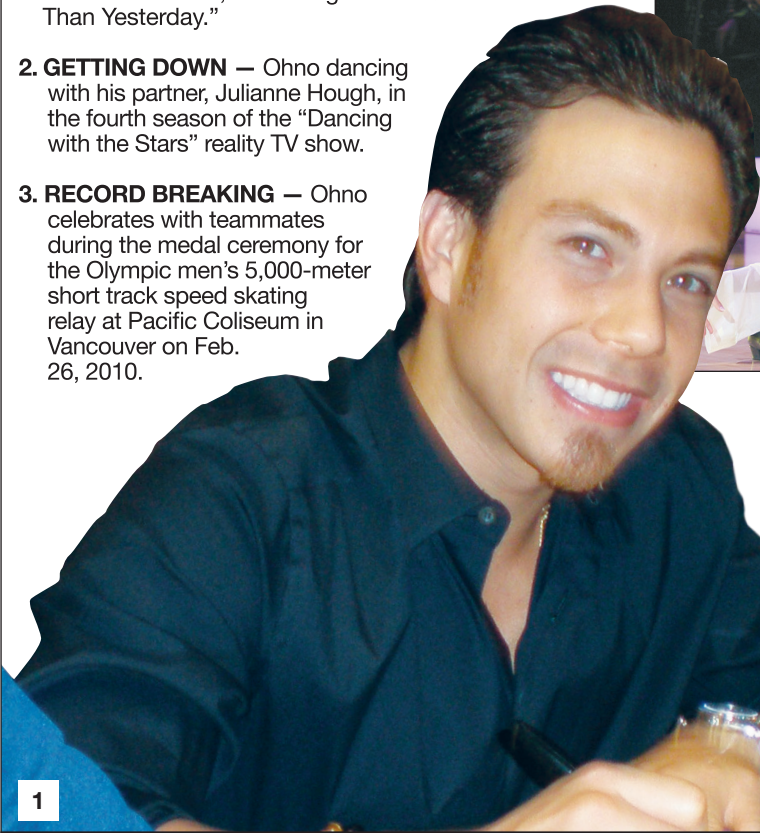 Than Yesterday.”
2. GETTING DOWN — Ohno dancing
with his partner, Julianne Hough, in
the fourth season of the “Dancing
with the Stars” reality TV show.
3. RECORD BREAKING — Ohno
celebrates with teammates
during the medal ceremony for
the Olympic men’s 5,000-meter
short track speed skating
relay at Pacific Coliseum in
Vancouver on Feb.
26, 2010.
1